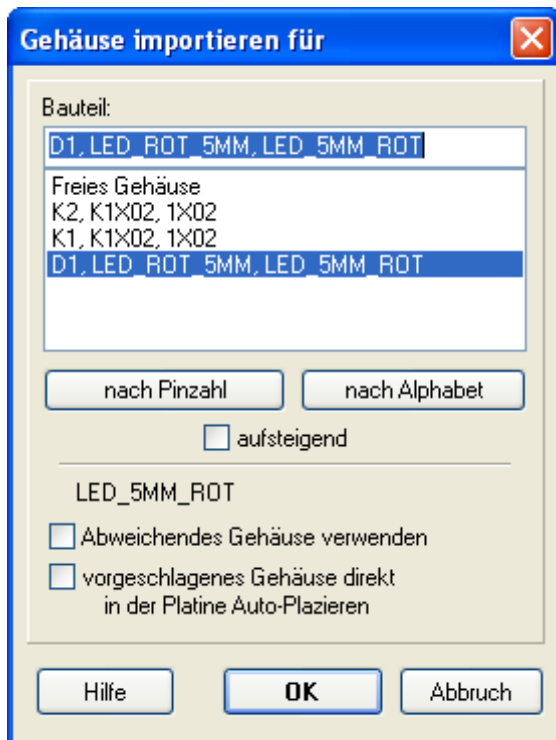 Gehäuse importieren für
Bauteil:
D1, LED_ROT_5MM, LED_5MM_ROT
Freies Gehäuse
K2, K1X02, 1X02
K1, K1X02, 1X02
D1, LED_ROT_5MM, LED_5MM_ROT
nach Pinzahl nach Alphabet
aufsteigend
LED_5MM_ROT
Abweichendes Gehäuse verwenden
vorgeschlagenes Gehäuse direkt
in der Platine Auto-Plazieren
Hilfe OK Abbruch